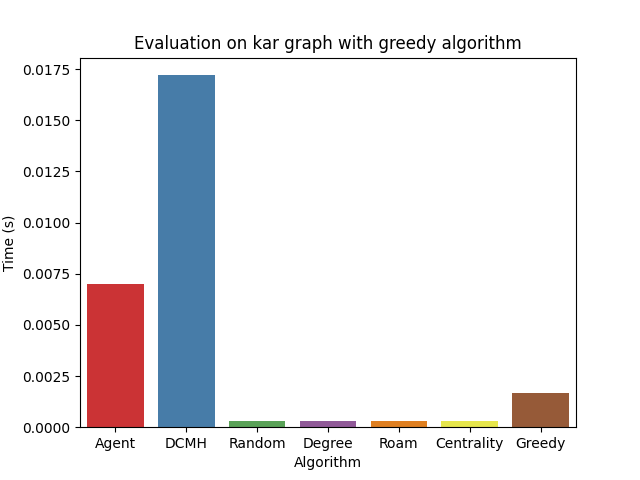 Evaluation on kar graph with greedy algorithm
0.0175
0.0150
0.0125
0.0100
0.0075
0.0050
0.0025
0.0000
Time (s)
Agent DCMH Random Degree Roam Centrality Greedy
Algorithm